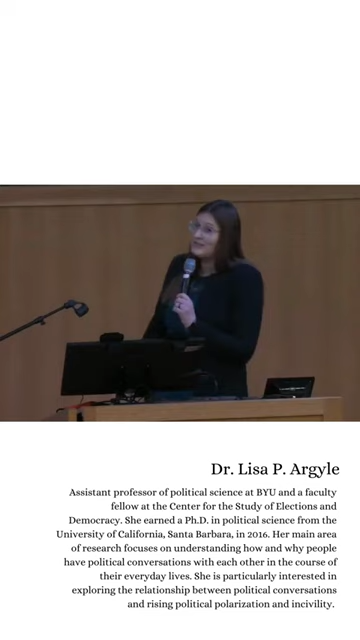 Dr. Lisa P. Argyle
Assistant professor of political science at BYU and a faculty
fellow at the Center for the Study of Elections and
Democracy. She earned a Ph.D. in political science from the
University of California, Santa Barbara, in 2016. Her main area
of research focuses on understanding how and why people
have political conversations with each other in the course of
their everyday lives. She is particularly interested in
exploring the relationship between political conversations
and rising political polarization and incivility.